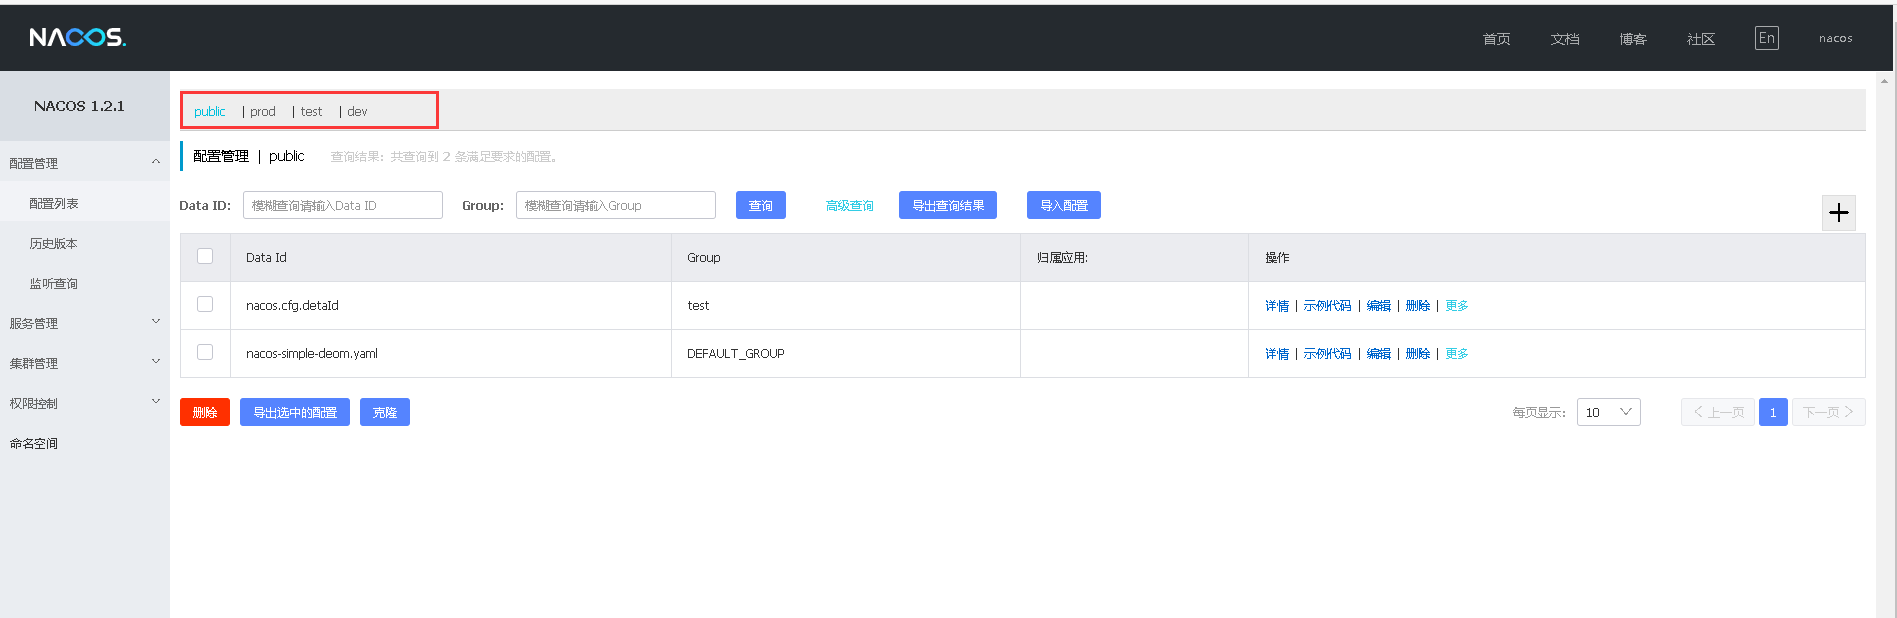 NACOS.
首页 文档 博客 社区 En nacos
NACOS 1.2.1
配置管理
配置列表
历史版本
监听查询
服务管理
集群管理
权限控制
命名空间
public | prod | test | dev
配置管理 | public 查询结果：共查询到 2 条满足要求的配置。
Data ID: 模糊查询请输入Data ID Group: 模糊查询请输入Group 查询 高级查询 导出查询结果 导入配置 +
Data Id Group 归属应用: 操作
nacos.cfg.detaId test 详情 | 示例代码 | 编辑 | 删除 | 更多
nacos-simple-deom.yaml DEFAULT_GROUP 详情 | 示例代码 | 编辑 | 删除 | 更多
删除 导出选中的配置 克隆 每页显示: 10 上一页 1 下一页